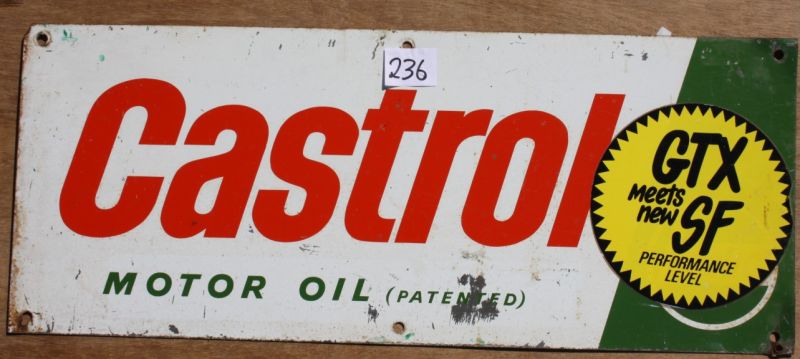 236
Castrol
MOTOR OIL (PATENTED)
GTX
Meets
new SF
PERFORMANCE
LEVEL